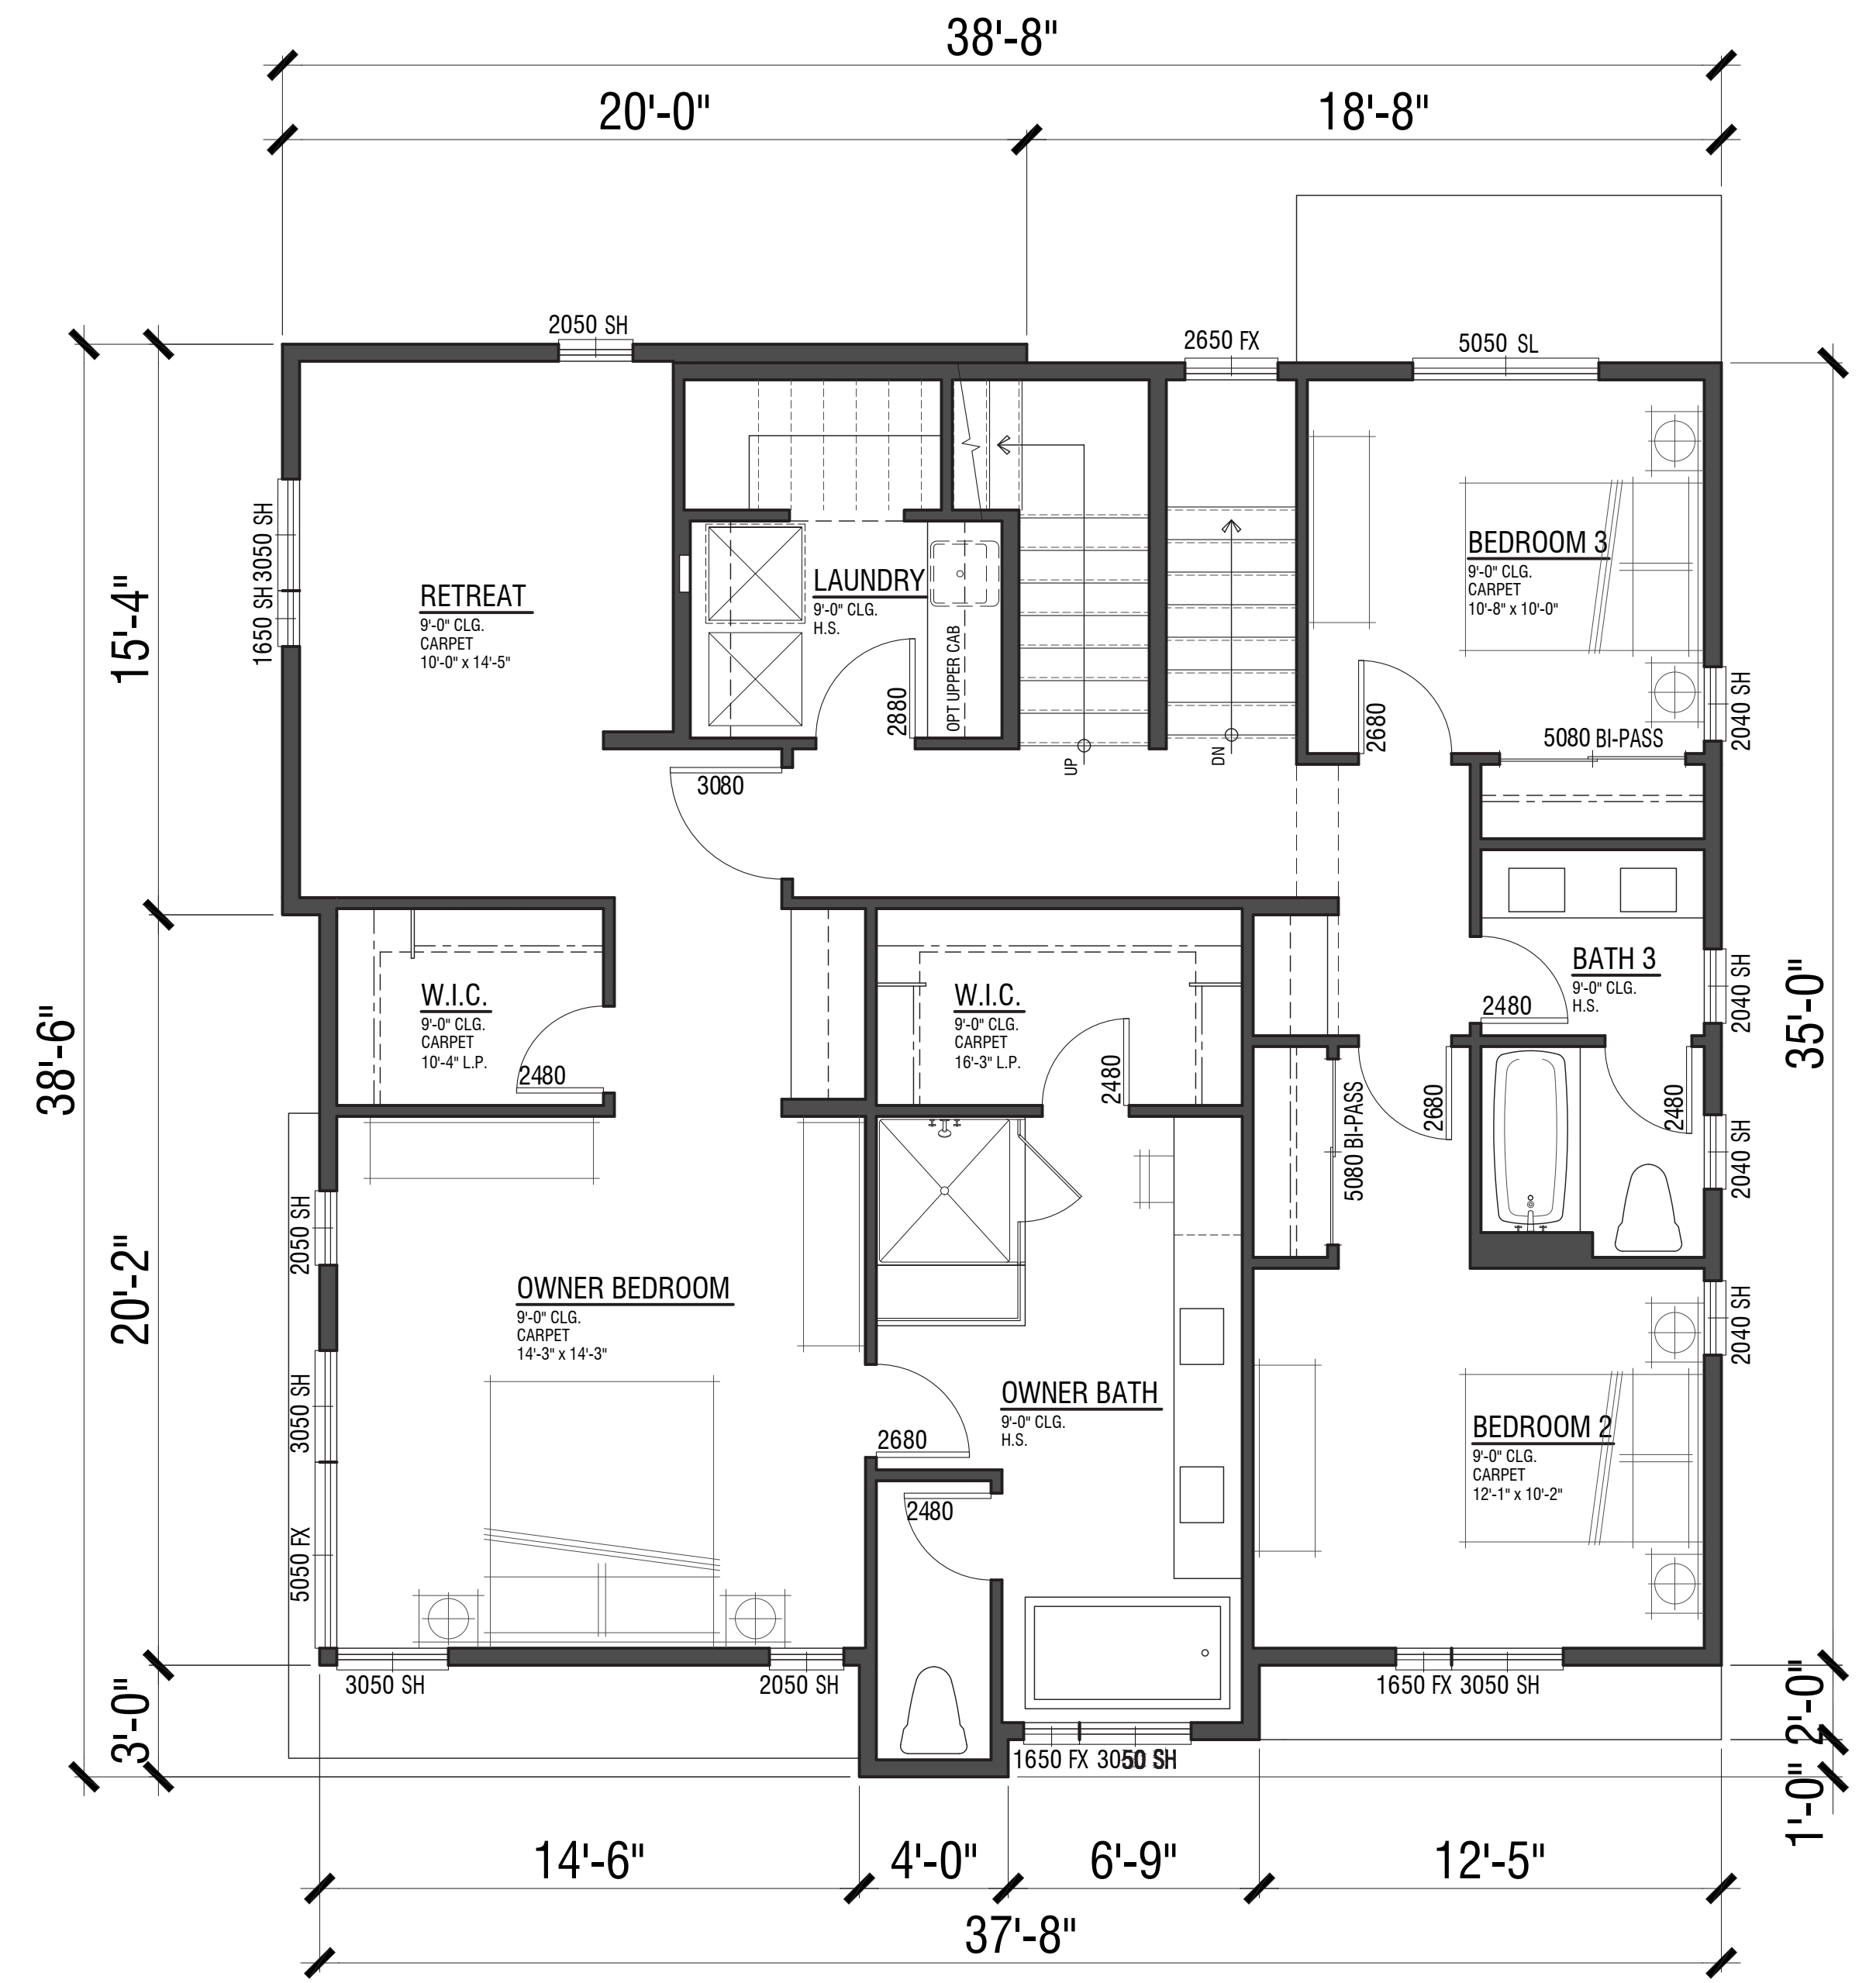 38'-8"
20'-0"
18'-8"
2050 SH
2650 FX
5050 SL
3050 SH
1650 SH
15'-4"
RETREAT
9'-0" CLG.
CARPET
10'-0" x 14'-5"
LAUNDRY
9'-0" CLG.
H.S.
OPT UPPER CAB
2880
UP
DN
BEDROOM 3
9'-0" CLG.
CARPET
10'-8" x 10'-0"
2680
5080 BI-PASS
2040 SH
3080
38'-6"
W.I.C.
9'-0" CLG.
CARPET
10'-4" L.P.
2480
W.I.C.
9'-0" CLG.
CARPET
16'-3" L.P.
2480
BATH 3
9'-0" CLG.
H.S.
2480
2040 SH
35'-0"
5080 BI-PASS
2680
2480
2040 SH
2050 SH
20'-2"
OWNER BEDROOM
9'-0" CLG.
CARPET
14'-3" x 14'-3"
3050 SH
5050 FX
2680
OWNER BATH
9'-0" CLG.
H.S.
2480
2040 SH
BEDROOM 2
9'-0" CLG.
CARPET
12'-1" x 10'-2"
3050 SH
2050 SH
1650 FX 3050 SH
1650 FX 3050 SH
3'-0"
2'-0"
1'-0"
14'-6"
4'-0"
6'-9"
12'-5"
37'-8"